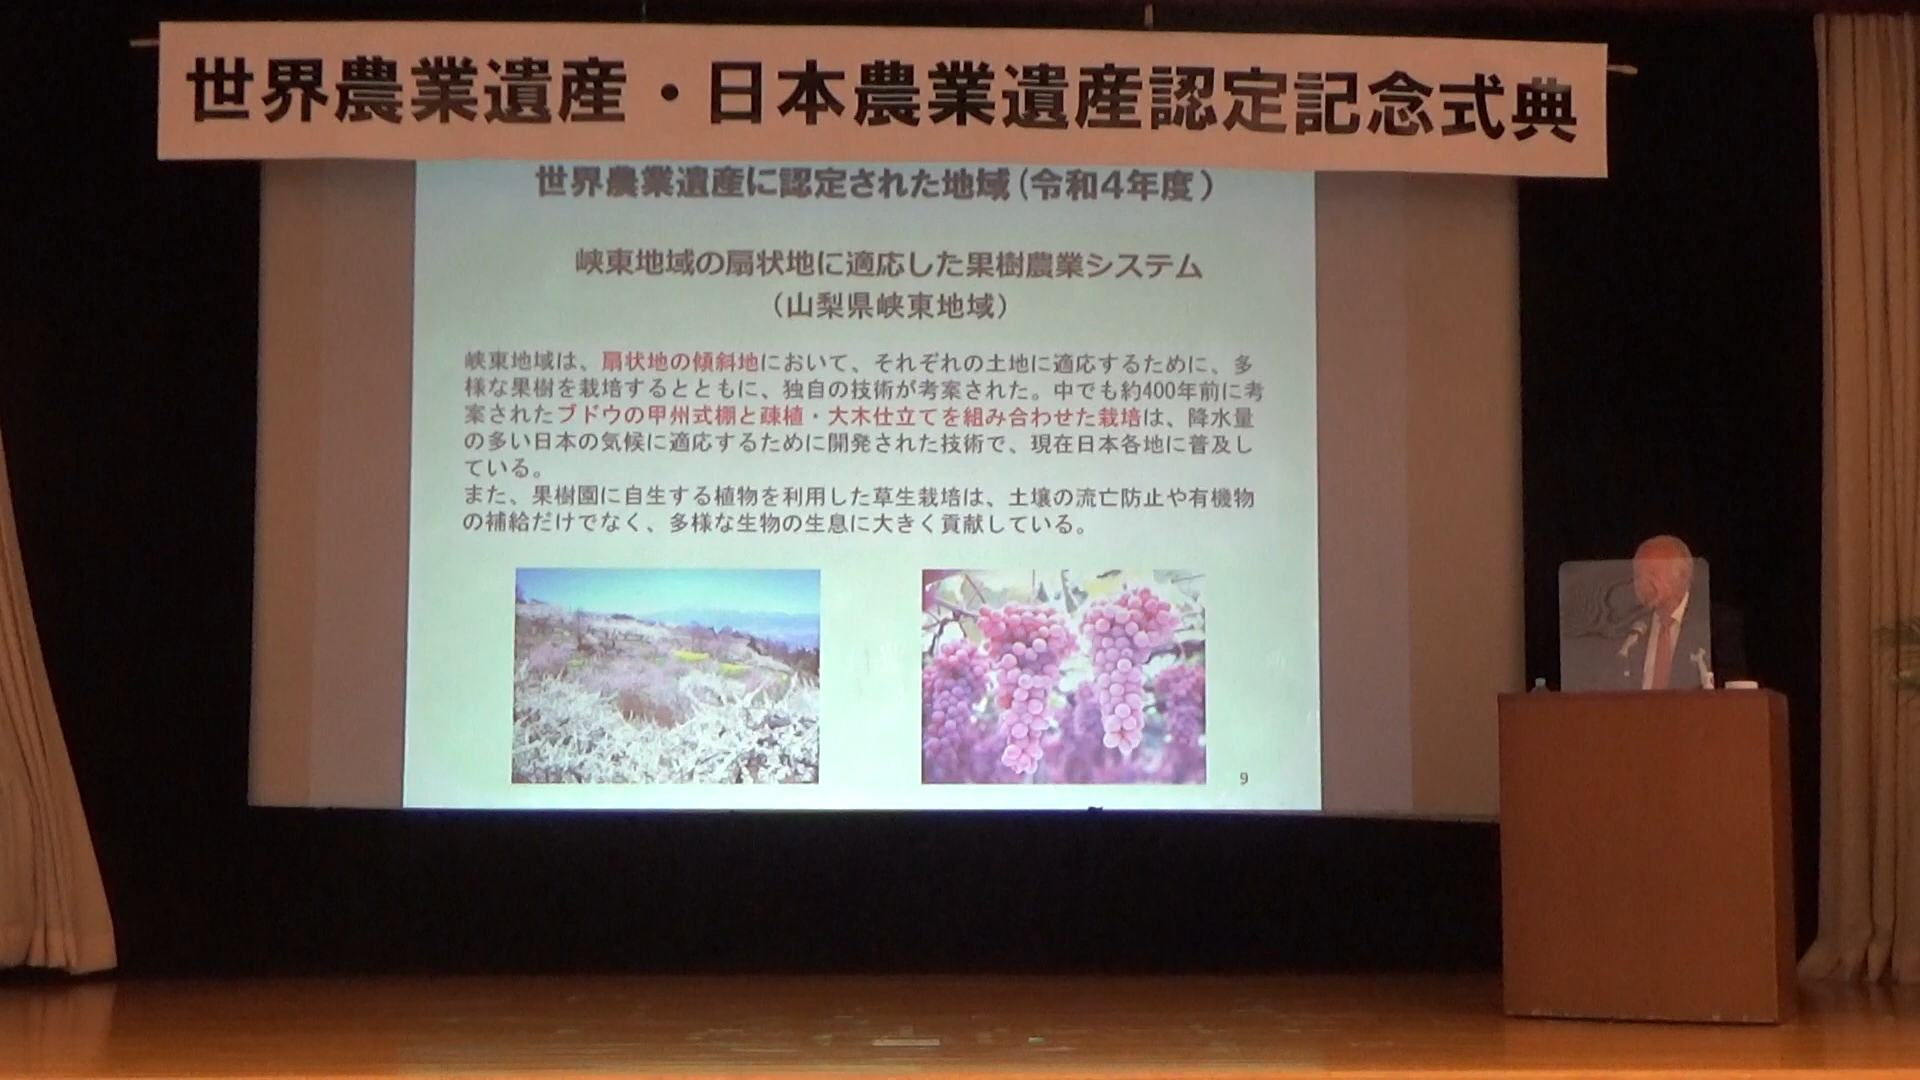 世界農業遺産・日本農業遺産認定記念式典
世界農業遺産に認定された地域(令和4年度)
峡東地域の扇状地に適応した果樹農業システム
(山梨県峡東地域)
峡東地域は、扇状地の傾斜地において、それぞれの土地に適応するために、多
様な果樹を栽培するとともに、独自の技術が考案された。中でも約400年前に考
案されたブドウの甲州式棚と疎植・大木仕立てを組み合わせた栽培は、降水量
の多い日本の気候に適応するために開発された技術で、現在日本各地に普及し
ている。
また、果樹園に自生する植物を利用した草生栽培は、土壌の流亡防止や有機物
の補給だけでなく、多様な生物の生息に大きく貢献している。
9